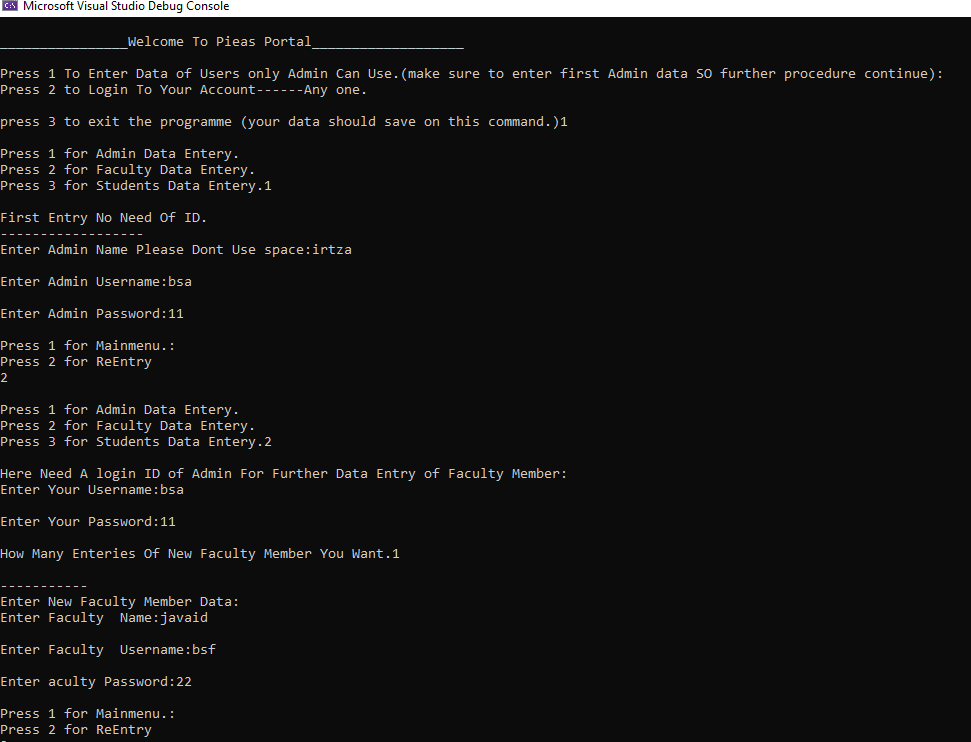 Microsoft Visual Studio Debug Console
________________Welcome To Pieas Portal___________________
Press 1 To Enter Data of Users only Admin Can Use.(make sure to enter first Admin data SO further procedure continue):
Press 2 to Login To Your Account------Any one.
press 3 to exit the programme (your data should save on this command.)1
Press 1 for Admin Data Entery.
Press 2 for Faculty Data Entery.
Press 3 for Students Data Entery.1
First Entry No Need Of ID.
------------------
Enter Admin Name Please Dont Use space:irtza
Enter Admin Username:bsa
Enter Admin Password:11
Press 1 for Mainmenu.:
Press 2 for ReEntry
2
Press 1 for Admin Data Entery.
Press 2 for Faculty Data Entery.
Press 3 for Students Data Entery.2
Here Need A login ID of Admin For Further Data Entry of Faculty Member:
Enter Your Username:bsa
Enter Your Password:11
How Many Enteries Of New Faculty Member You Want.1
-----------
Enter New Faculty Member Data:
Enter Faculty  Name:javaid
Enter Faculty  Username:bsf
Enter aculty Password:22
Press 1 for Mainmenu.:
Press 2 for ReEntry